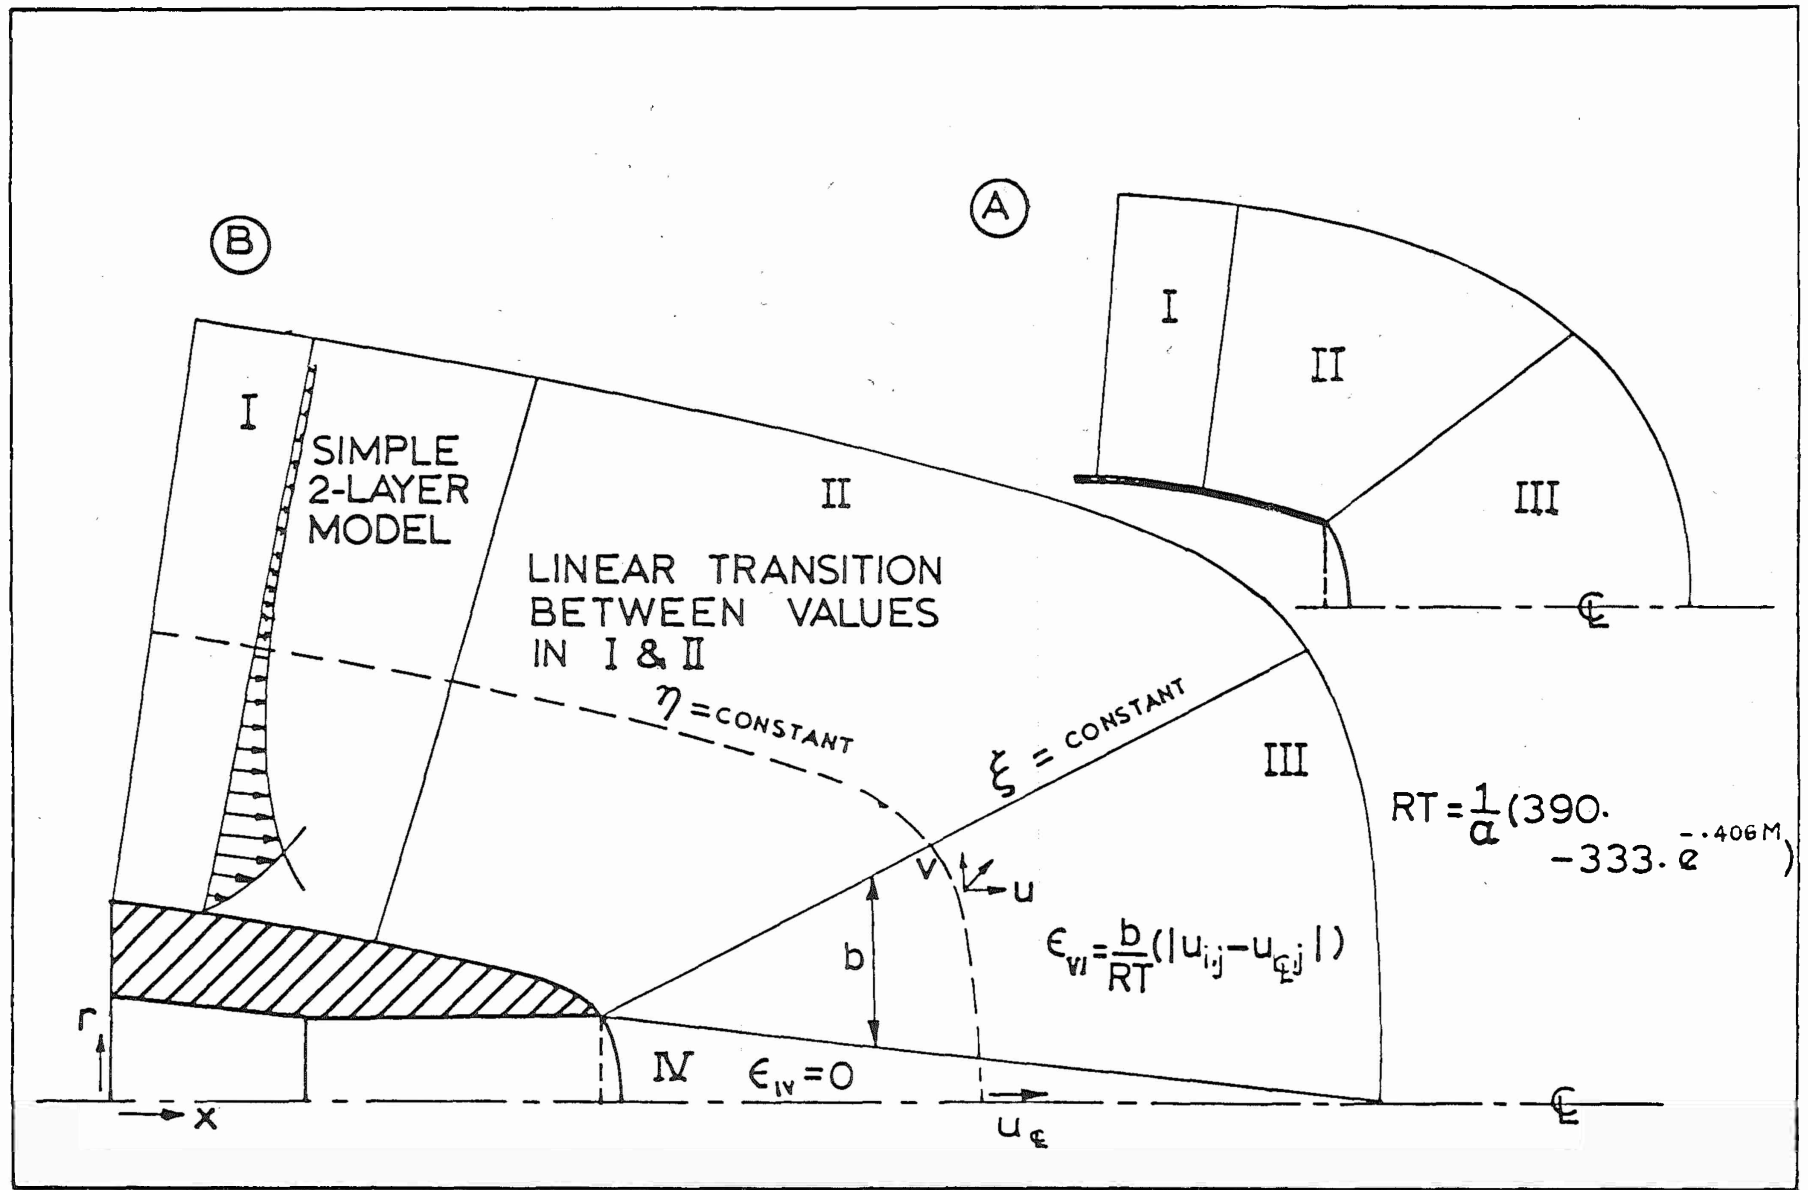 A
B
I
II
III
I
SIMPLE
2-LAYER
MODEL
II
LINEAR TRANSITION
BETWEEN VALUES
IN I & II
η = CONSTANT
ξ = CONSTANT
III
RT = 1/α (390.
-333. e^-.406M)
V
u
b
ϵ_VI = b/RT (|u_i,j - u_℄,j|)
r
x
IV
ϵ_IV = 0
u_℄
℄
℄